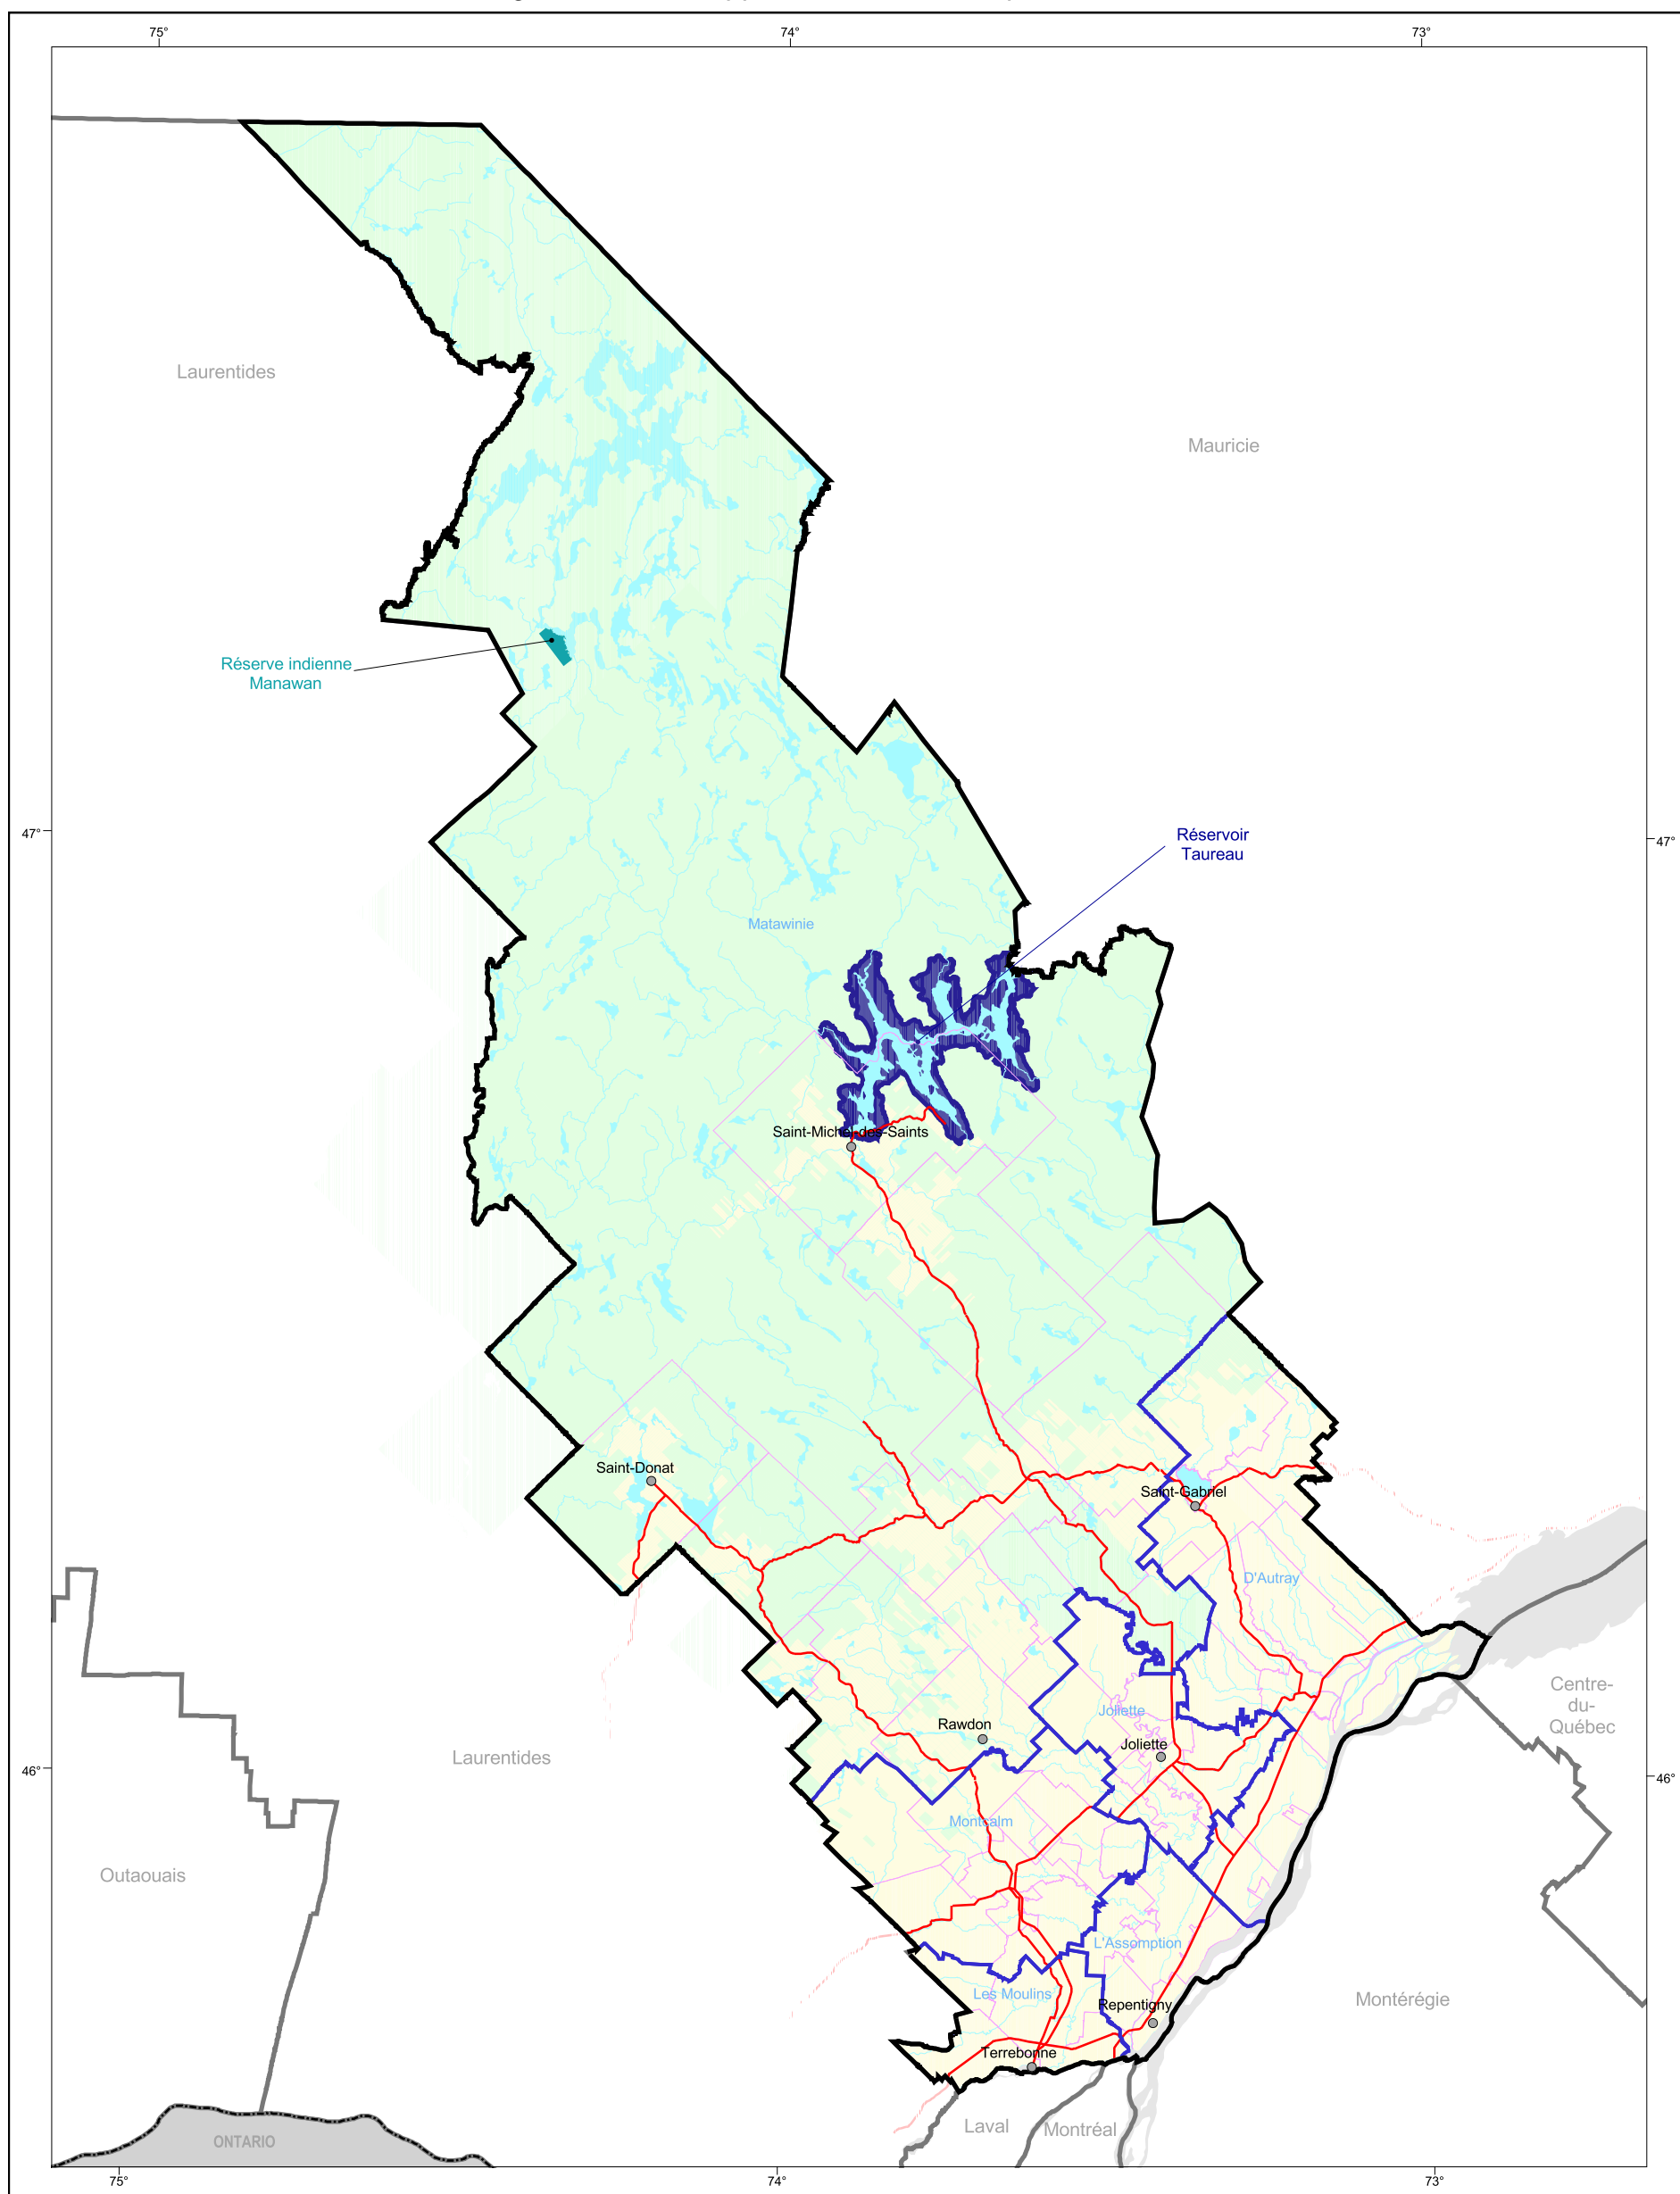 75°
74°
73°
Laurentides
Mauricie
Réserve indienne
Manawan
47°
47°
Réservoir
Taureau
Matawinie
Saint-Michel-des-Saints
Saint-Donat
Saint-Gabriel
D'Autray
Centre-
du-
Québec
Joliette
Rawdon
Joliette
Laurentides
46°
46°
Montcalm
Outaouais
L'Assomption
Les Moulins
Montérégie
Repentigny
Terrebonne
Laval
Montréal
ONTARIO
75°
74°
73°